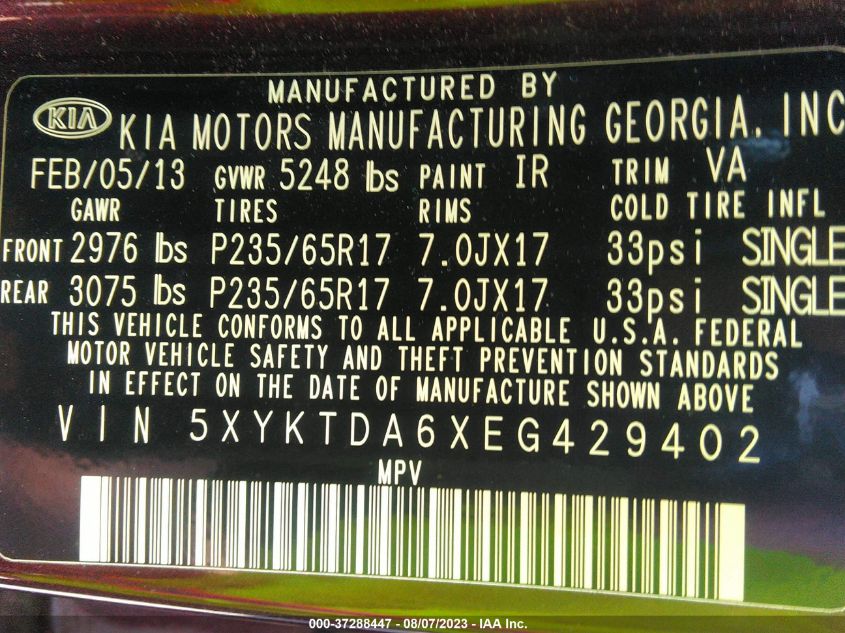 MANUFACTURED BY
KIA KIA MOTORS MANUFACTURING GEORGIA, INC
FEB/05/13 GVWR 5248 lbs PAINT IR TRIM VA
GAWR TIRES RIMS COLD TIRE INFL
FRONT 2976 lbs P235/65R17 7.0JX17 33psi SINGLE
REAR 3075 lbs P235/65R17 7.0JX17 33psi SINGLE
THIS VEHICLE CONFORMS TO ALL APPLICABLE U.S.A. FEDERAL
MOTOR VEHICLE SAFETY AND THEFT PREVENTION STANDARDS
IN EFFECT ON THE DATE OF MANUFACTURE SHOWN ABOVE
VIN 5XYKTDA6XEG429402
MPV
000-37288447 - 08/07/2023 - IAA Inc.